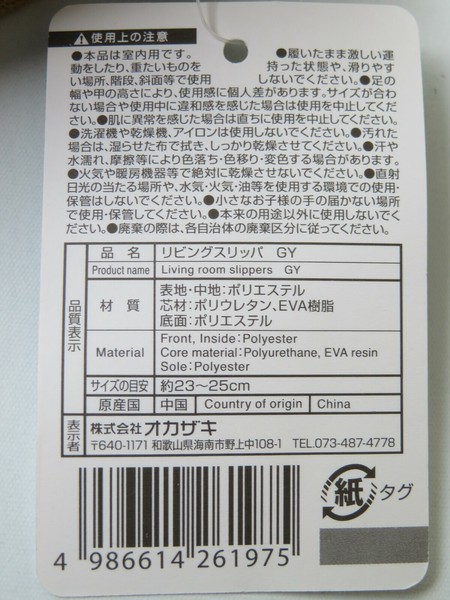 ⚠使用上の注意
●本品は室内用です。 ●履いたまま激しい運
動をしたり、重たいものを 持った状態や、滑りやす
い場所、階段、斜面等で使用 しないでください。●足の
幅や甲の高さにより、使用感に個人差があります。サイズが合わ
ない場合や使用中に違和感を感じた場合は使用を中止してくだ
さい。●肌に異常を感じた場合は直ちに使用を中止してください。
●洗濯機や乾燥機、アイロンは使用しないでください。●汚れた
場合は、湿らせた布で拭き、しっかり乾燥させてください。●汗や
水濡れ、摩擦等により色落ち・色移り・変色する場合があります。
●火気や暖房機器等で絶対に乾燥させないでください。●直射
日光の当たる場所や、水気・火気・油等を使用する環境での使用・
保管はしないでください。●小さなお子様の手の届かない場所
で使用・保管してください。●本来の用途以外に使用しないでく
ださい。●廃棄の際は、各自治体の廃棄区分に従ってください。
品質表示
品 名 リビングスリッパ GY
Product name Living room slippers GY
材 質 表地・中地:ポリエステル
芯材:ポリウレタン、EVA樹脂
底面:ポリエステル
Material Front, Inside:Polyester
Core material:Polyurethane, EVA resin
Sole:Polyester
サイズの目安 約23〜25cm
原産国 中国 Country of origin China
表示者 株式会社オカザキ
〒640-1171 和歌山県海南市野上中108-1 TEL.073-487-4778
紙 タグ
4 986614 261975